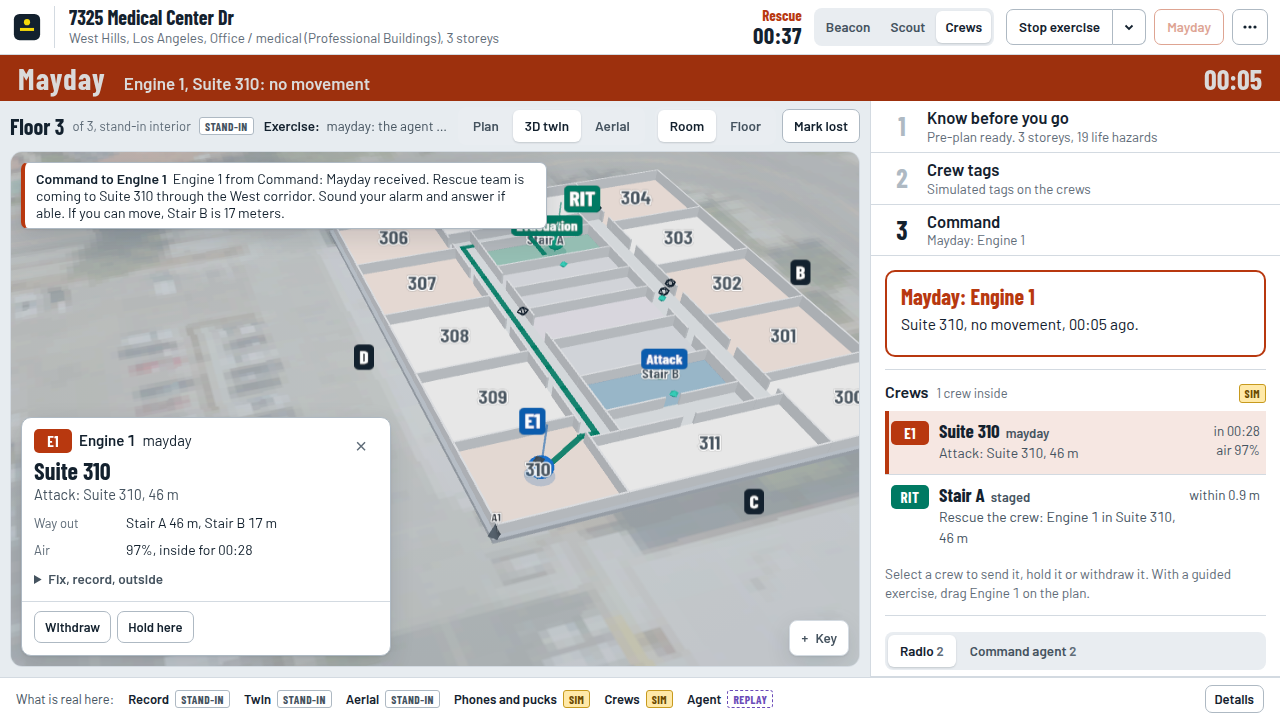 7325 Medical Center Dr
West Hills, Los Angeles, Office / medical (Professional Buildings), 3 storeys
Rescue
00:37
Beacon Scout Crews
Stop exercise
Mayday
Mayday Engine 1, Suite 310: no movement 00:05
Floor 3 of 3, stand-in interior STAND-IN Exercise: mayday: the agent ...
Plan 3D twin Aerial Room Floor Mark lost
Command to Engine 1 Engine 1 from Command: Mayday received. Rescue team is
coming to Suite 310 through the West corridor. Sound your alarm and answer if
able. If you can move, Stair B is 17 meters.
RIT
304
Stair A
306
303
B
307
302
308
301
D
Attack
Stair B
309
300
E1
311
310
C
A1
E1 Engine 1 mayday ×
Suite 310
Attack: Suite 310, 46 m
Way out Stair A 46 m, Stair B 17 m
Air 97%, inside for 00:28
Fix, record, outside
Withdraw Hold here
+ Key
1 Know before you go
Pre-plan ready. 3 storeys, 19 life hazards
2 Crew tags
Simulated tags on the crews
3 Command
Mayday: Engine 1
Mayday: Engine 1
Suite 310, no movement, 00:05 ago.
Crews 1 crew inside SIM
E1 Suite 310 mayday in 00:28
Attack: Suite 310, 46 m air 97%
RIT Stair A staged within 0.9 m
Rescue the crew: Engine 1 in Suite 310,
46 m
Select a crew to send it, hold it or withdraw it. With a guided
exercise, drag Engine 1 on the plan.
Radio 2 Command agent 2
What is real here: Record STAND-IN Twin STAND-IN Aerial STAND-IN Phones and pucks SIM Crews SIM Agent REPLAY Details